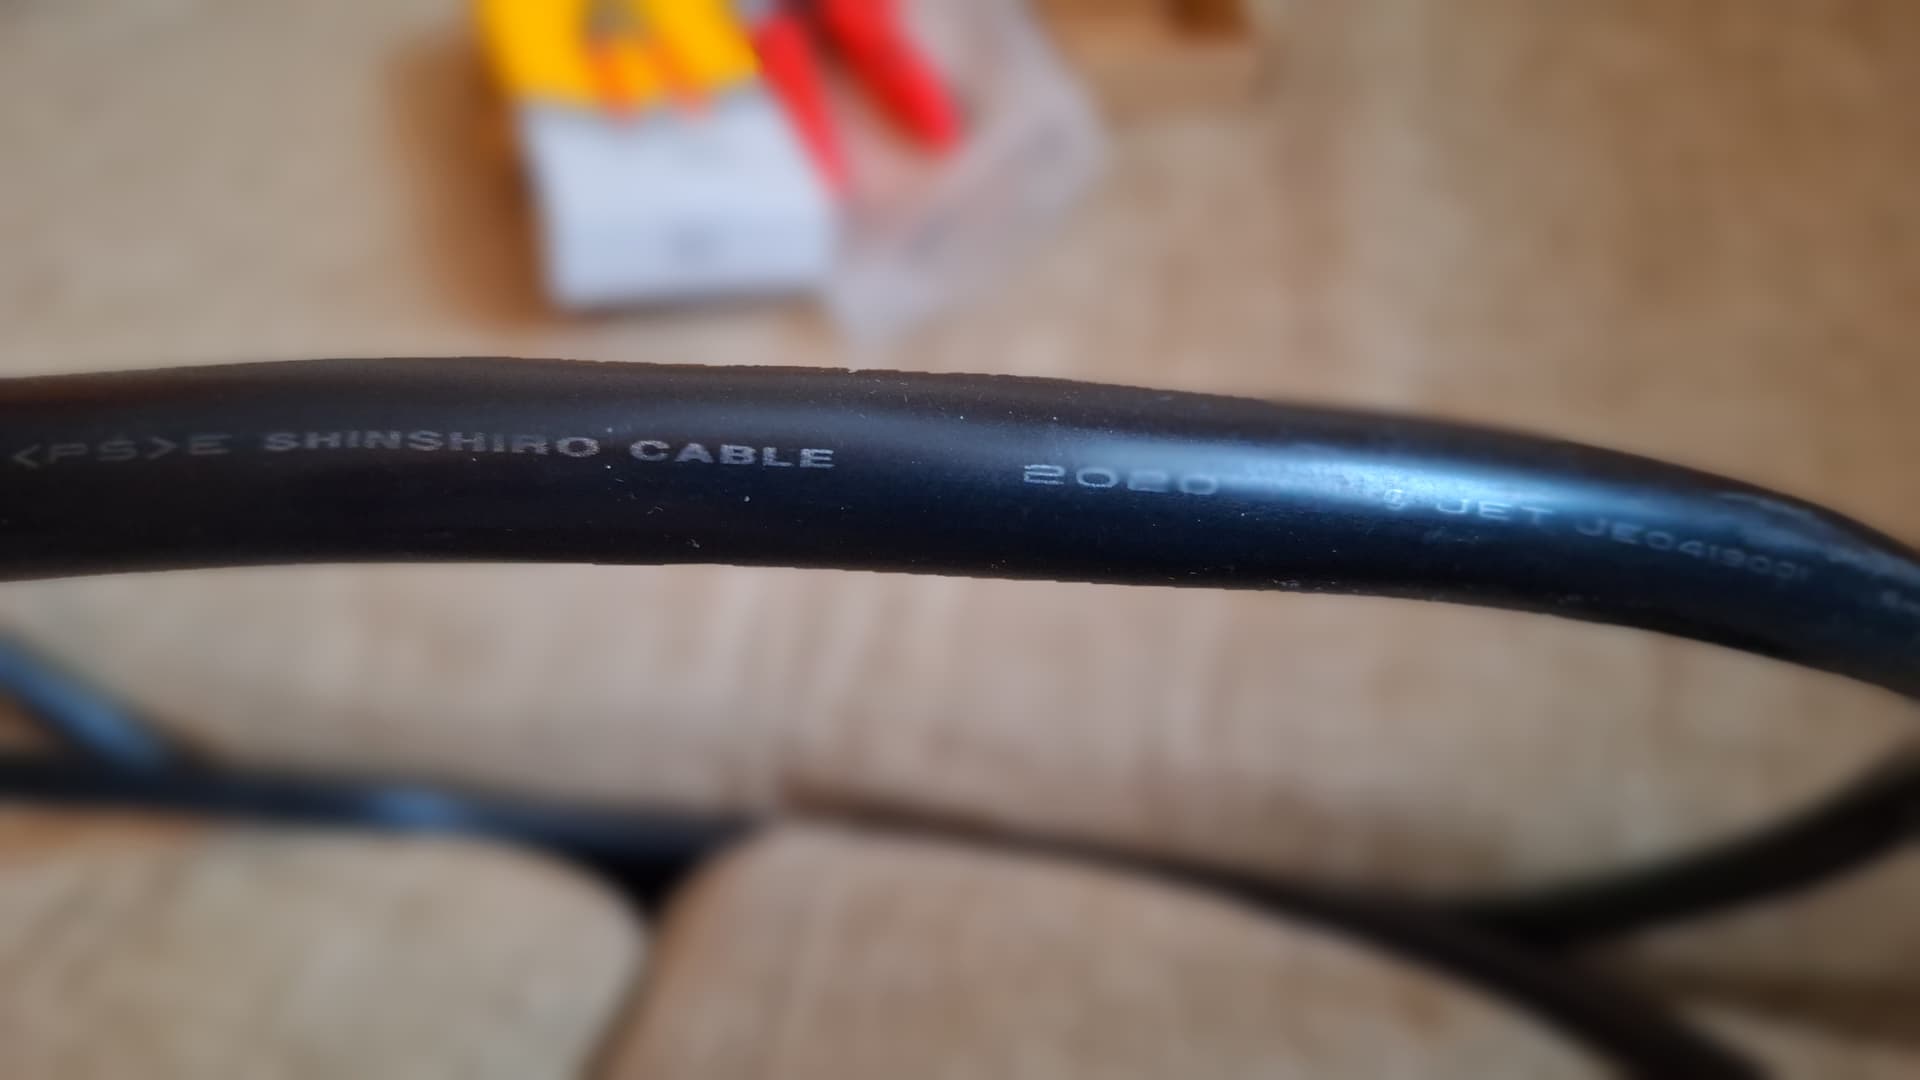 <PS>E SHINSHIRO CABLE 2020 JET